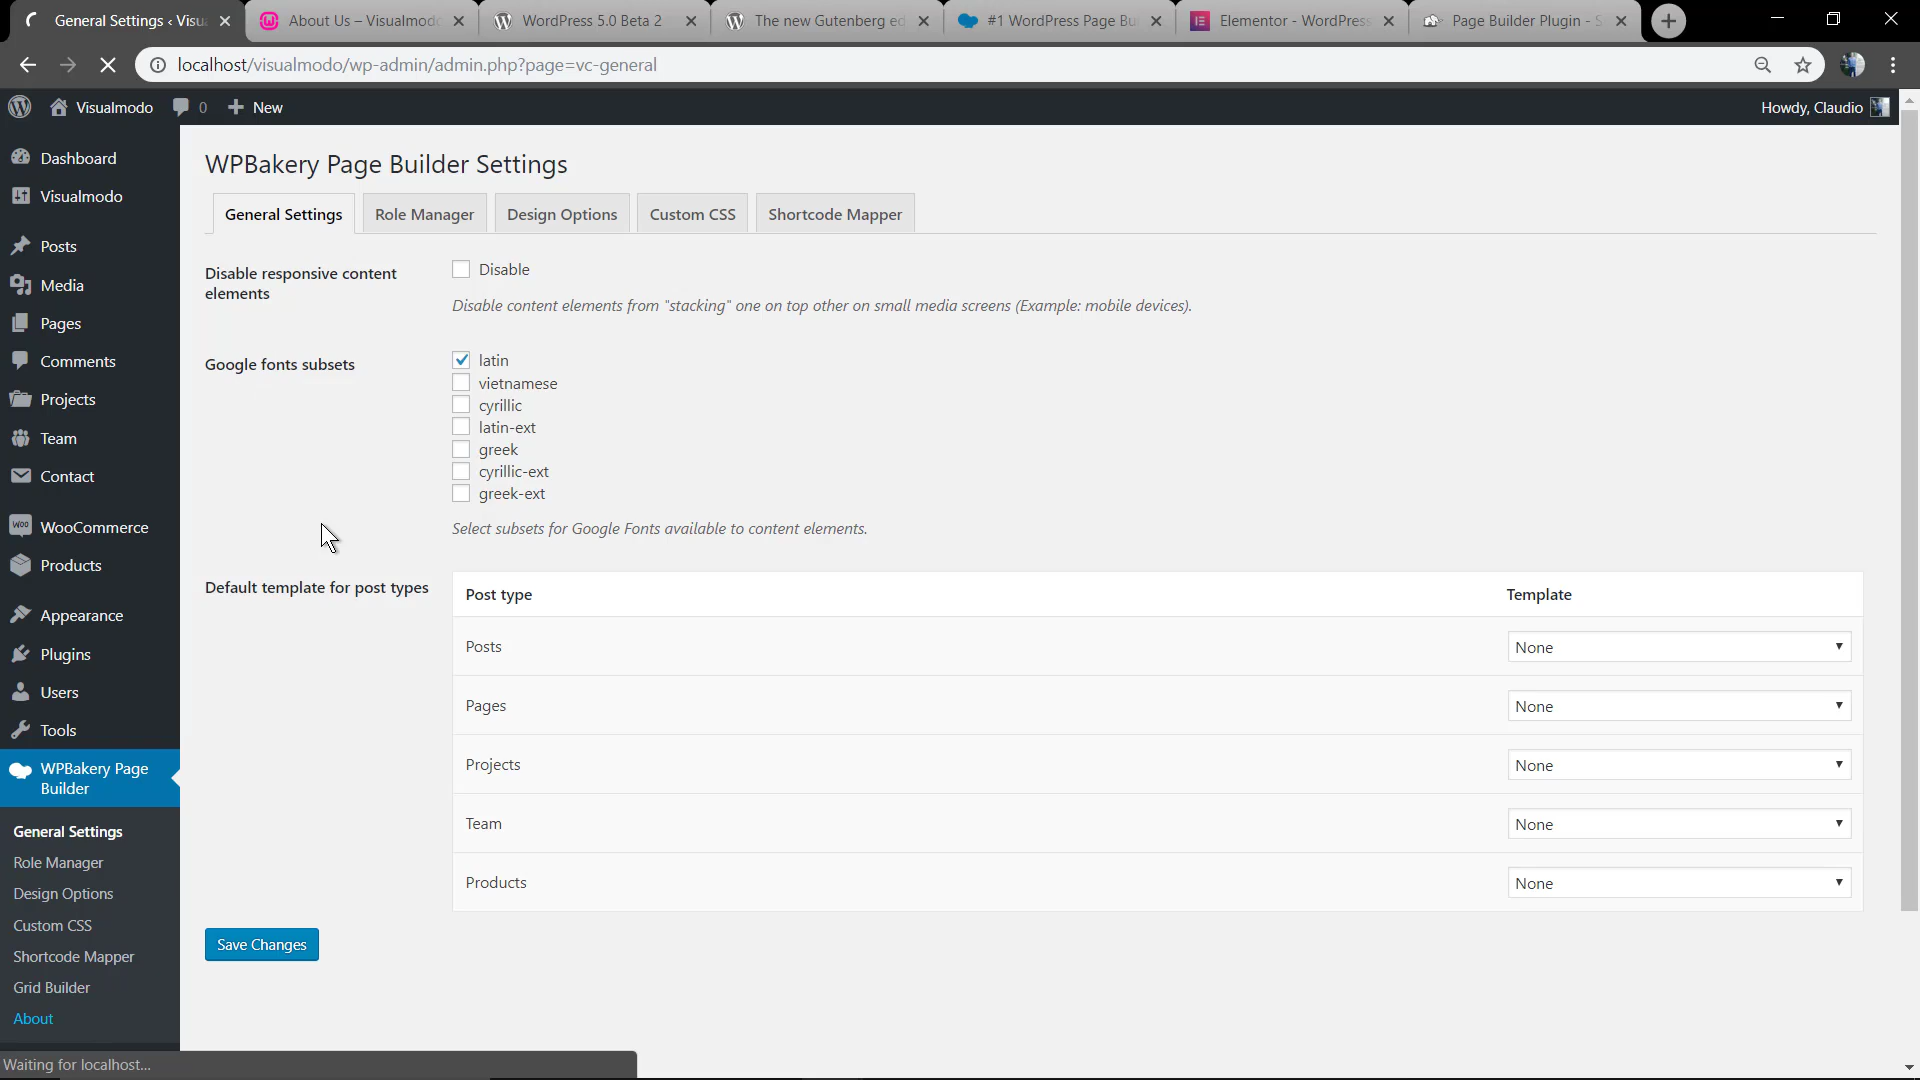 General Settings ‹ Visu
About Us – Visualmodo
WordPress 5.0 Beta 2
The new Gutenberg ed
#1 WordPress Page Bu
Elementor - WordPress
Page Builder Plugin - S
localhost/visualmodo/wp-admin/admin.php?page=vc-general
Visualmodo
0
New
Howdy, Claudio
Dashboard
Visualmodo
Posts
Media
Pages
Comments
Projects
Team
Contact
WooCommerce
Products
Appearance
Plugins
Users
Tools
WPBakery Page
Builder
General Settings
Role Manager
Design Options
Custom CSS
Shortcode Mapper
Grid Builder
About
Waiting for localhost...
WPBakery Page Builder Settings
General Settings
Role Manager
Design Options
Custom CSS
Shortcode Mapper
Disable responsive content
elements
Disable
Disable content elements from "stacking" one on top other on small media screens (Example: mobile devices).
Google fonts subsets
latin
vietnamese
cyrillic
latin-ext
greek
cyrillic-ext
greek-ext
Select subsets for Google Fonts available to content elements.
Default template for post types
Post type
Template
Posts
None
Pages
None
Projects
None
Team
None
Products
None
Save Changes